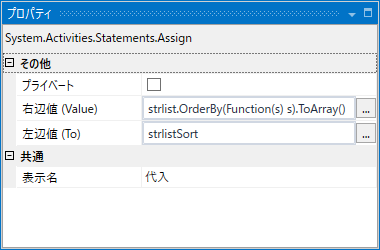 プロパティ
System.Activities.Statements.Assign
その他
プライベート
右辺値 (Value) strlist.OrderBy(Function(s) s).ToArray() ...
左辺値 (To) strlistSort ...
共通
表示名 代入